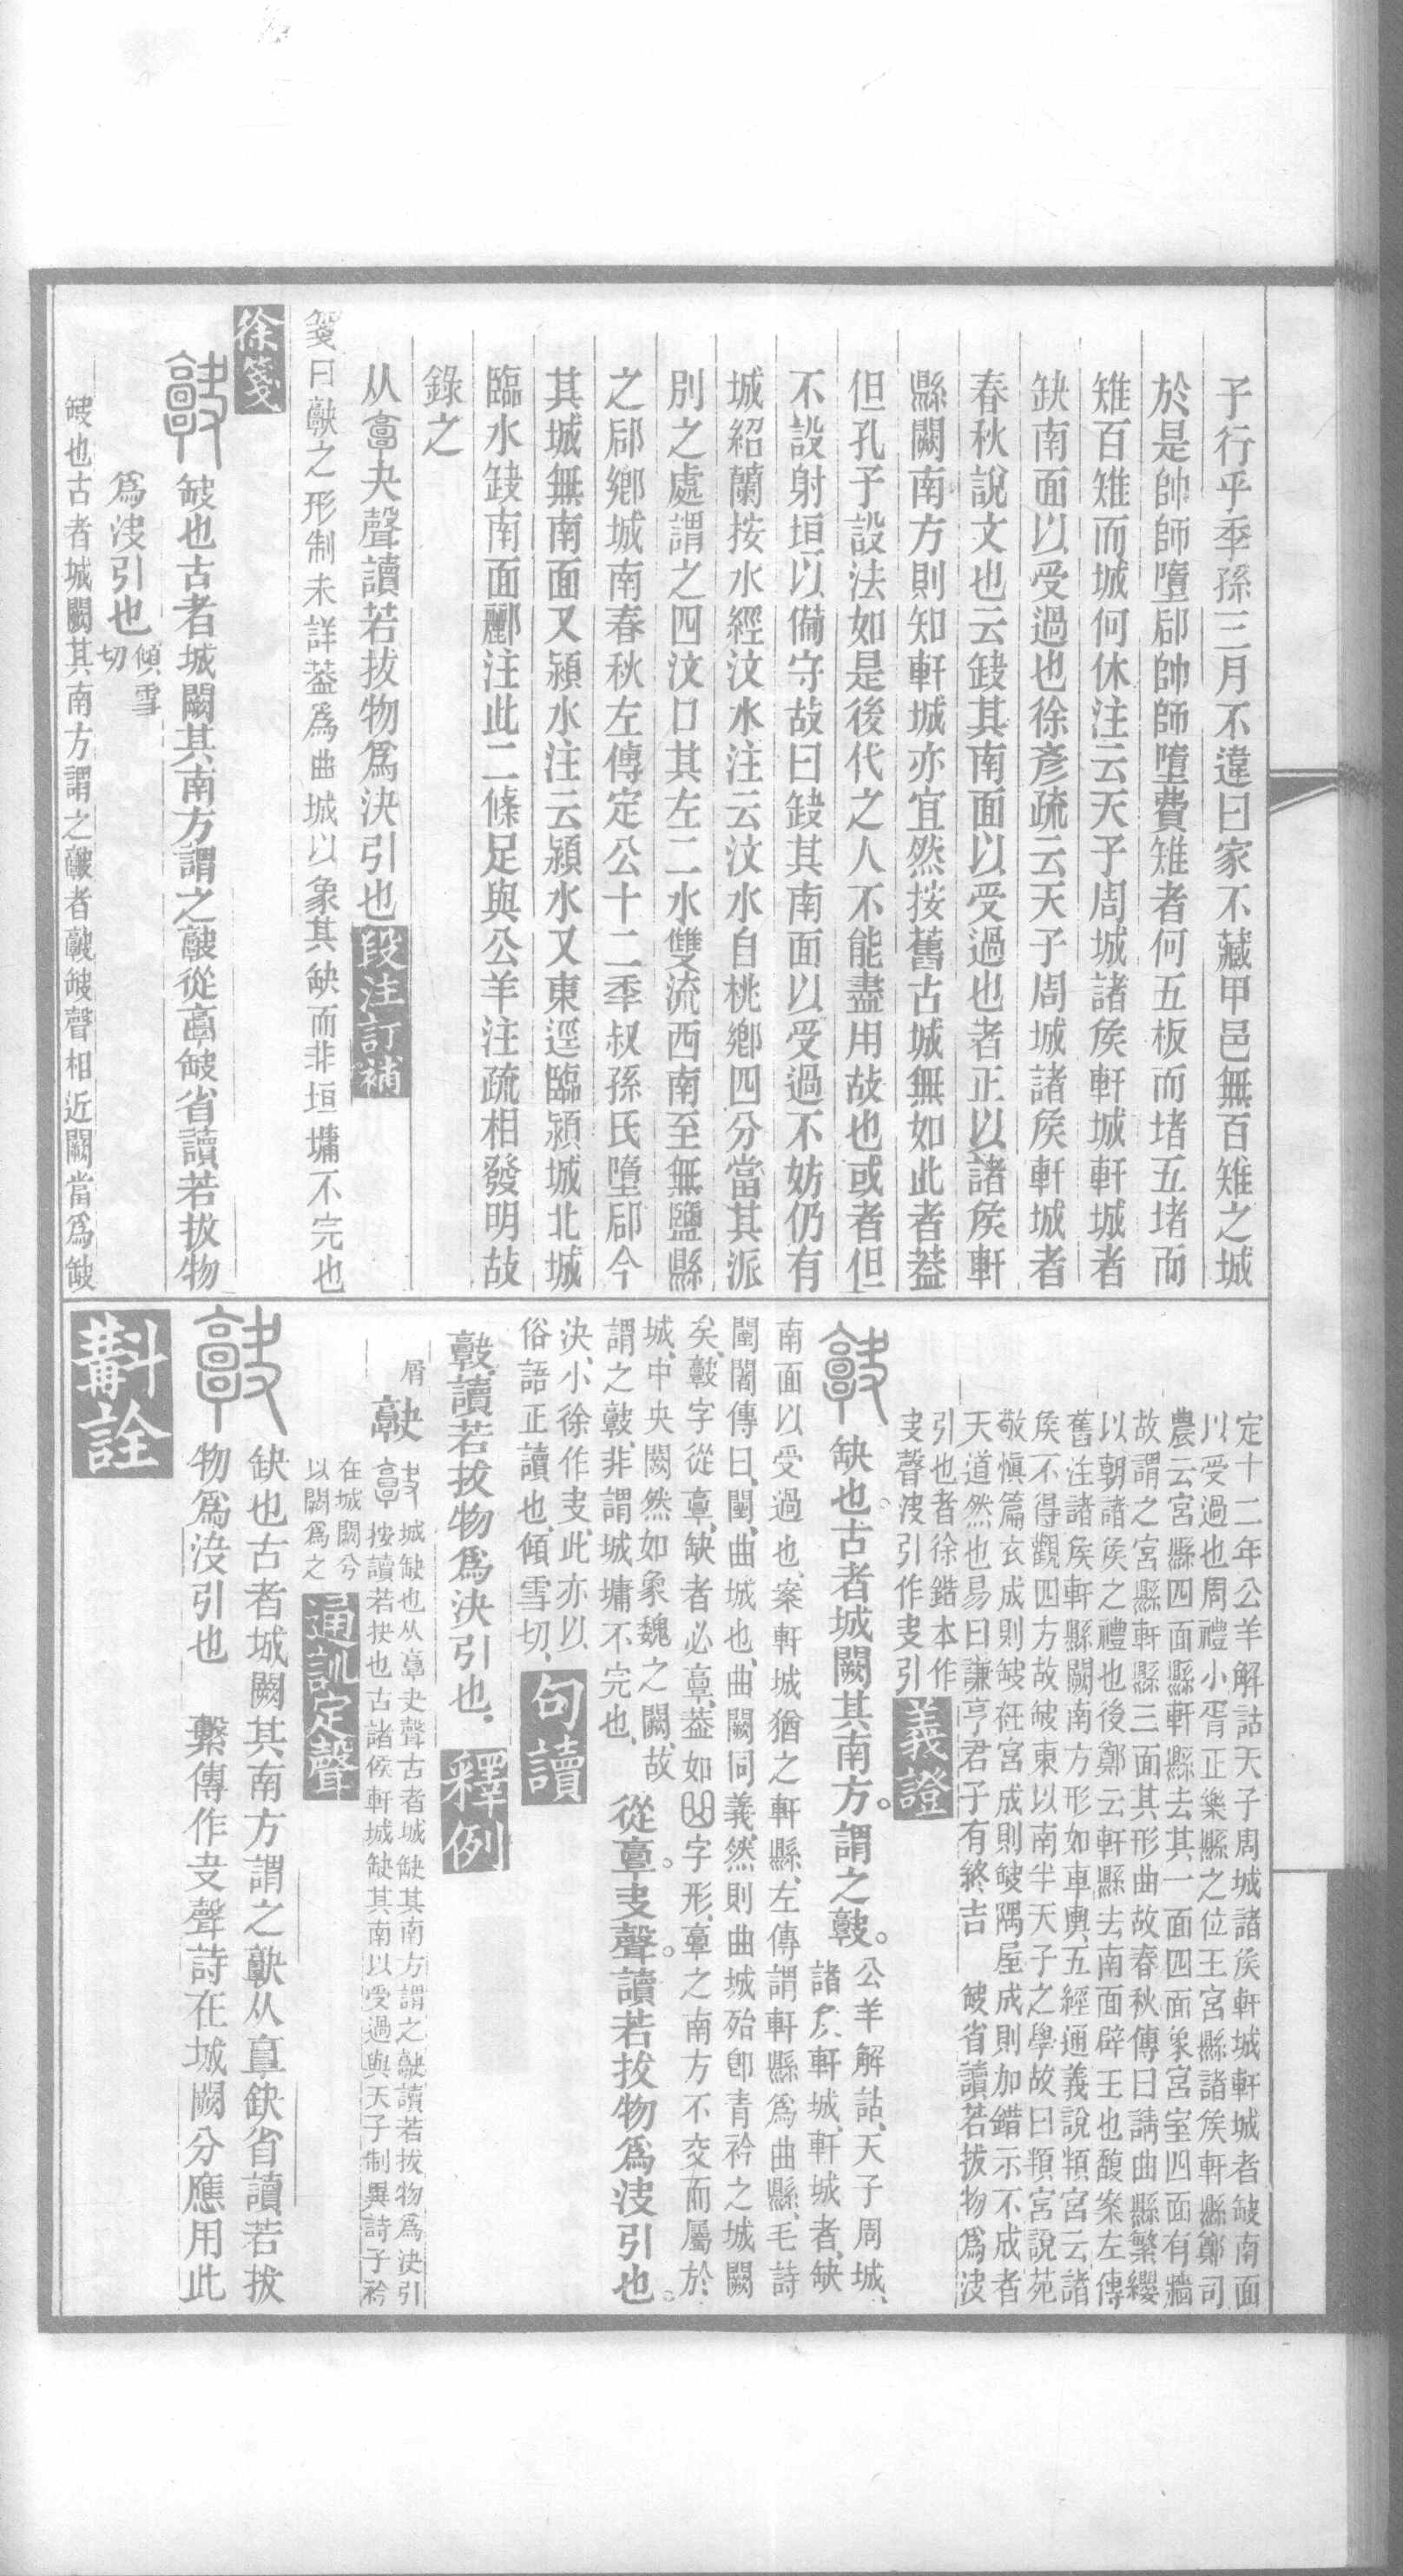 子行乎季孫三月不違曰家不藏甲邑無百雉之城
於是帥師墮郈帥師墮費雉者何五板而堵五堵而
雉百雉而城何休注云天子周城諸矦軒城軒城者
缺南面以受過也徐彥疏云天子周城諸矦軒城者
春秋說文也云缺其南面以受過也者正以諸矦軒
縣闕南方則知軒城亦宜然按舊古城無如此者葢
但孔子設法如是後代之人不能盡用故也或者但
不設射垣以備守故曰缺其南面以受過不妨仍有
城紹蘭按水經汶水注云汶水自桃鄉四分當其派
別之處謂之四汶口其左二水雙流西南至無鹽縣
之郈鄉城南春秋左傳定公十二秊叔孫氏墮郈今
其城無南面又潁水注云潁水又東逕臨潁城北城
臨水缺南面酈注此二條足與公羊注疏相發明故
錄之
从𩫏夬聲讀若拔物爲決引也 段注訂補
箋曰𩫨之形制未詳葢爲曲城以象其缺而非垣墉不完也
徐箋
缺也古者城闕其南方謂之𩫨從𩫏缺省讀若拔物
爲決引也 傾雪
切
缺也古者城闕其南方謂之𩫨者𩫨缺聲相近闕當爲缺
定十二年公羊解詁天子周城諸矦軒城軒城者缺南面
以受過也周禮小胥正樂縣之位王宮縣諸矦軒縣鄭司
農云宮縣四面縣軒縣去其一面四面象宮室四面有牆
故謂之宮縣軒縣三面其形曲故春秋傳曰請曲縣繁纓
以朝諸矦之禮也後鄭云軒縣去南面辟王也馥案左傳
舊注諸矦軒縣闕南方形如車輿五經通義說頖宮云諸
矦不得觀四方故缺東以南半天子之學故曰頖宮說苑
敬愼篇衣成則缺衽宮成則缺隅屋成則加錯示不成者
天道然也易曰謙亨君子有終吉 缺省讀若拔物爲決
引也者徐鍇本作
夬聲決引作夬引 義證
缺也。古者城闕其南方。謂之𩫨。 公羊解詁、天子周城、
諸矦軒城、軒城者、缺
南面以受過也、案軒城猶之軒縣、左傳謂軒縣爲曲縣、毛詩
闉闍傳曰、闉、曲城也、曲闕同義、然則曲城殆卽青衿之城闕
矣、𩫨字從𩫏、缺者必𩫏、葢如 字形、𩫏之南方不交而屬於
城、中央闕然如象魏之闕、故
謂之𩫨、非謂城墉不完也、 從𩫏夬聲。讀若拔物爲決引也。
決、小徐作夬、此亦以
俗語正讀也、傾雪切、 句讀
𩫨、讀若拔物爲決引也. 釋例
屑 𩫨 城缺也从𩫏夬聲古者城缺其南方謂之𩫨讀若拔物爲決引
按讀若抉也古諸侯軒城缺其南以受過與天子制異詩子衿
在城闕兮
以闕爲之 通訓定聲
缺也古者城闕其南方謂之𩫨从𩫏缺省讀若拔
物爲決引也 繫傳作夬聲詩在城闕兮應用此
斠詮